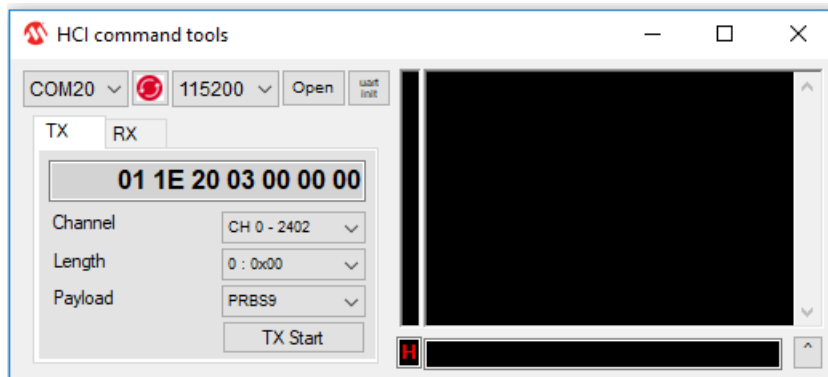 HCI command tools
COM20 115200 Open uart init
TX RX
01 1E 20 03 00 00 00
Channel CH 0 - 2402
Length 0 : 0x00
Payload PRBS9
TX Start
H ^